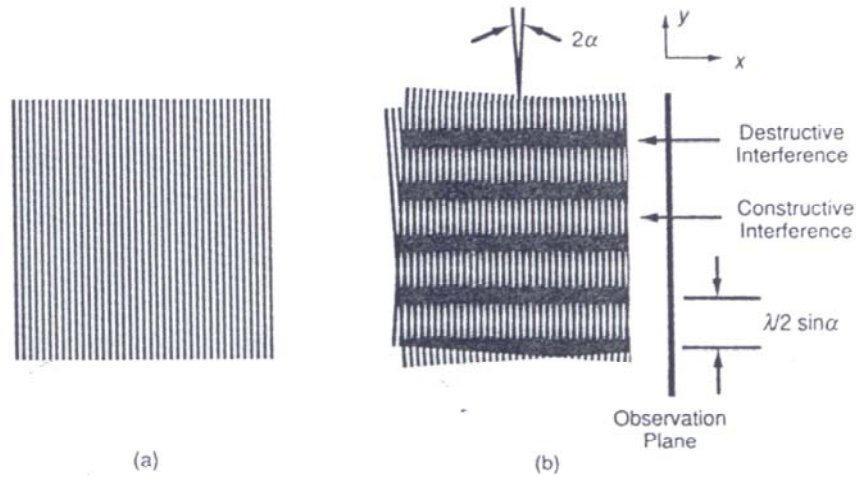 2α
y
x
Destructive
Interference
Constructive
Interference
λ/2 sinα
Observation
Plane
(a)
(b)